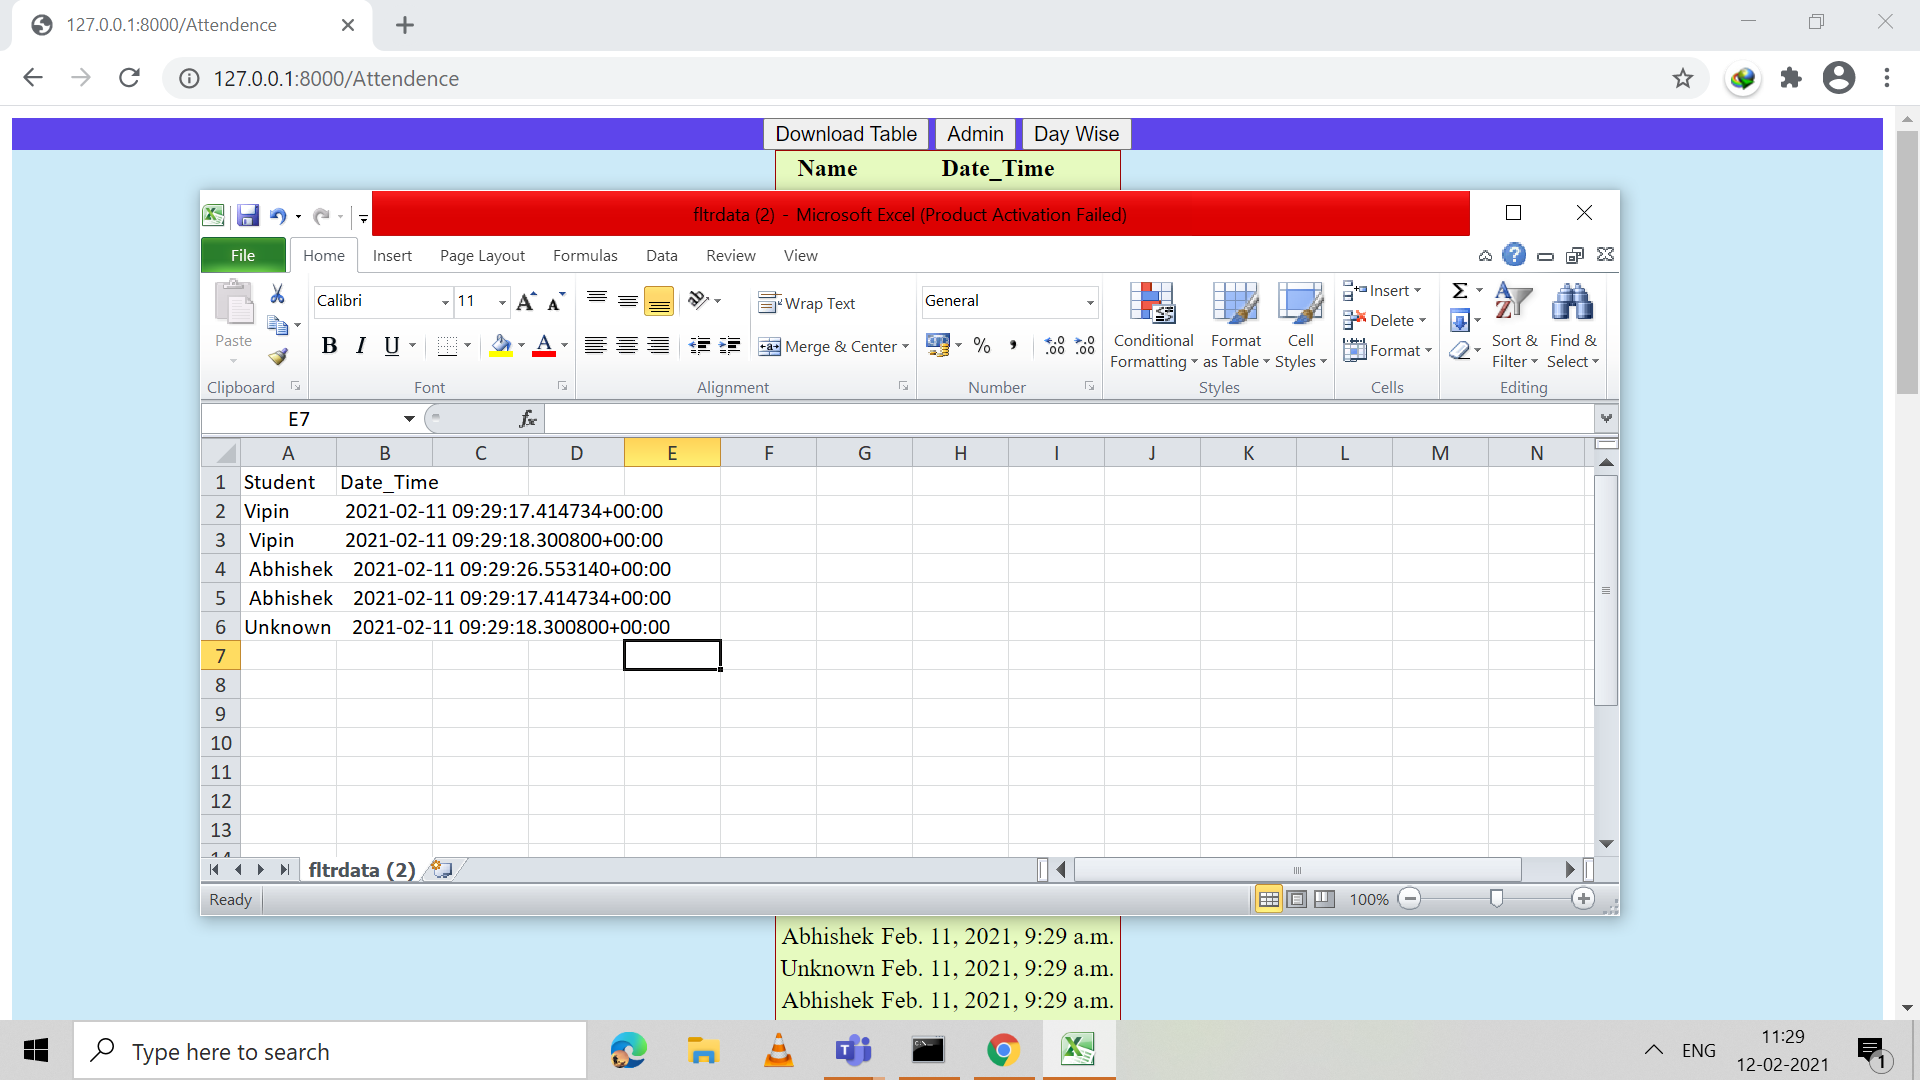 127.0.0.1:8000/Attendence
127.0.0.1:8000/Attendence
Download Table Admin Day Wise
Name Date_Time
fltrdata (2) - Microsoft Excel (Product Activation Failed)
File Home Insert Page Layout Formulas Data Review View
Paste
Clipboard
Calibri 11
B I U
Font
Wrap Text
Merge & Center
Alignment
General
% ,
Number
Conditional Formatting
Format as Table
Cell Styles
Styles
Insert
Delete
Format
Cells
Σ
Sort & Filter
Find & Select
Editing
E7 fx
A B C D E F G H I J K L M N
1 Student Date_Time
2 Vipin 2021-02-11 09:29:17.414734+00:00
3 Vipin 2021-02-11 09:29:18.300800+00:00
4 Abhishek 2021-02-11 09:29:26.553140+00:00
5 Abhishek 2021-02-11 09:29:17.414734+00:00
6 Unknown 2021-02-11 09:29:18.300800+00:00
7
8
9
10
11
12
13
14
fltrdata (2)
Ready 100%
Abhishek Feb. 11, 2021, 9:29 a.m.
Unknown Feb. 11, 2021, 9:29 a.m.
Abhishek Feb. 11, 2021, 9:29 a.m.
Type here to search
ENG
11:29
12-02-2021
1